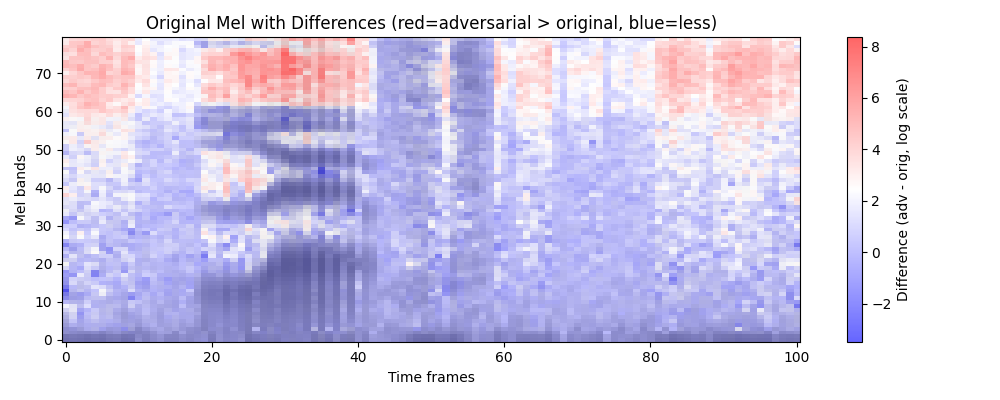 Original Mel with Differences (red=adversarial > original, blue=less)
Mel bands
70
60
50
40
30
20
10
0
0 20 40 60 80 100
Time frames
8
6
4
2
0
−2
Difference (adv - orig, log scale)